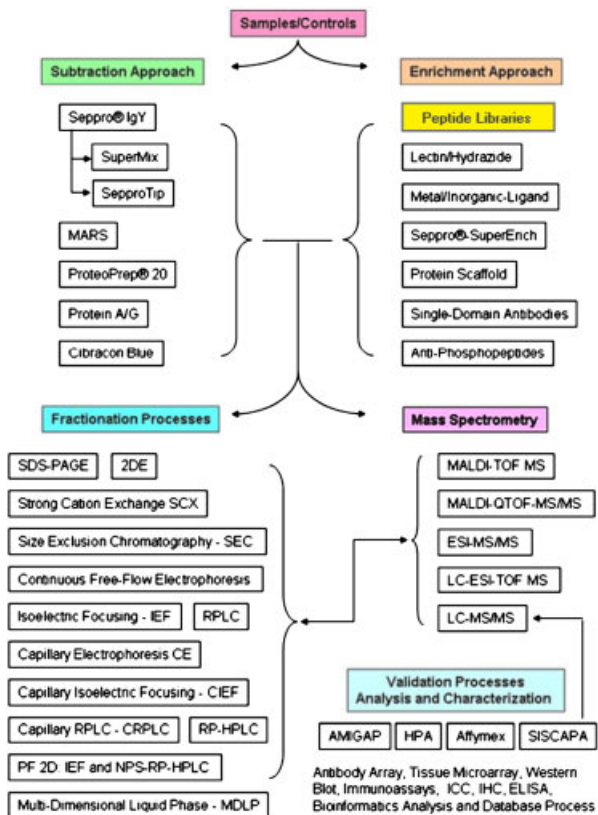 Samples/Controls
Subtraction Approach
Seppro® IgY
SuperMix
SepproTip
MARS
ProteoPrep® 20
Protein A/G
Cibracon Blue
Enrichment Approach
Peptide Libraries
Lectin/Hydrazide
Metal/Inorganic-Ligand
Seppro®-SuperEnrich
Protein Scaffold
Single-Domain Antibodies
Anti-Phosphopeptides
Fractionation Processes
SDS-PAGE
2DE
Strong Cation Exchange SCX
Size Exclusion Chromatography - SEC
Continuous Free-Flow Electrophoresis
Isoelectric Focusing - IEF
RPLC
Capillary Electrophoresis CE
Capillary Isoelectric Focusing - CIEF
Capillary RPLC - CRPLC
RP-HPLC
PF 2D. IEF and NPS-RP-HPLC
Multi-Dimensional Liquid Phase - MDLP
Mass Spectrometry
MALDI-TOF MS
MALDI-QTOF-MS/MS
ESI-MS/MS
LC-ESI-TOF MS
LC-MS/MS
Validation Processes
Analysis and Characterization
AMIGAP
HPA
Affymex
SISCAPA
Antibody Array, Tissue Microarray, Western
Blot, Immunoassays, ICC, IHC, ELISA,
Bioinformatics Analysis and Database Process